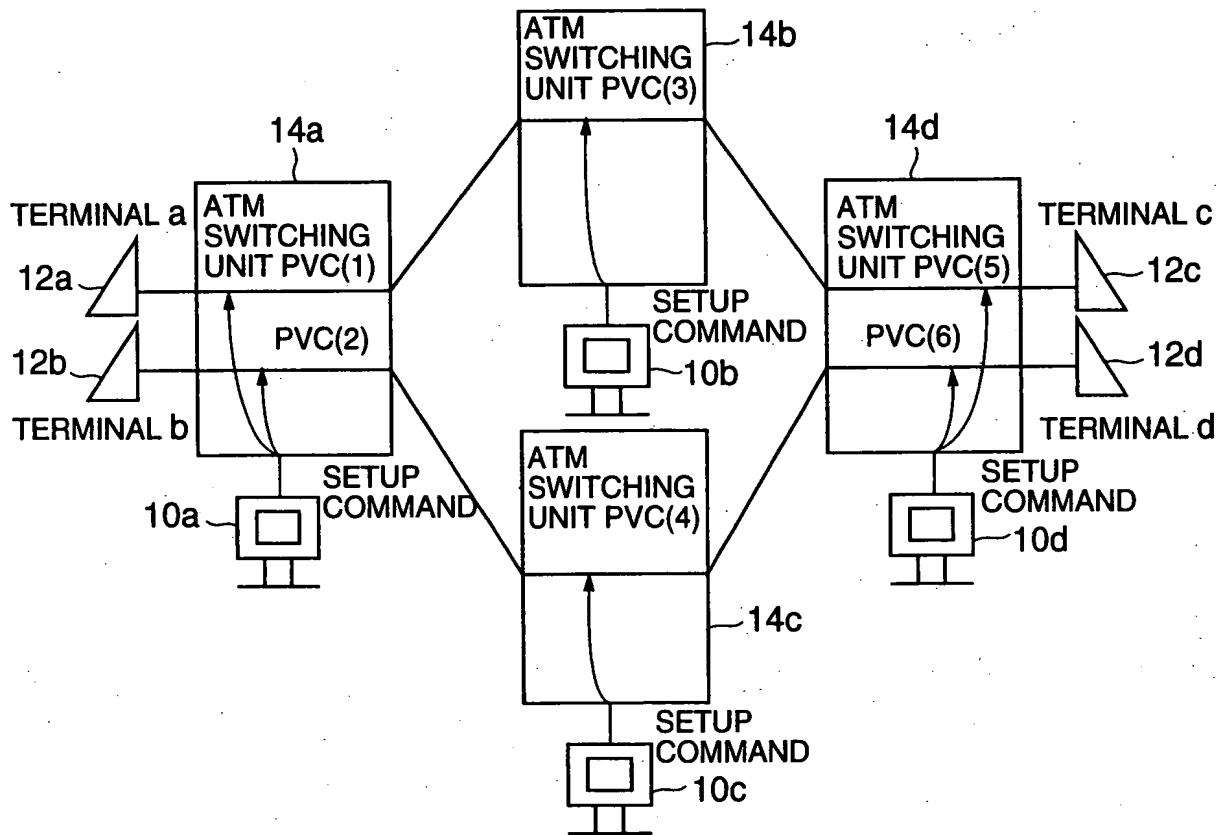 ATM
SWITCHING
UNIT PVC(3)
14b
14a
14d
TERMINAL a
ATM
SWITCHING
UNIT PVC(1)
12a
PVC(2)
12b
TERMINAL b
SETUP
COMMAND
10a
SETUP
COMMAND
10b
ATM
SWITCHING
UNIT PVC(4)
14c
SETUP
COMMAND
10c
ATM
SWITCHING
UNIT PVC(5)
TERMINAL c
12c
PVC(6)
12d
TERMINAL d
SETUP
COMMAND
10d